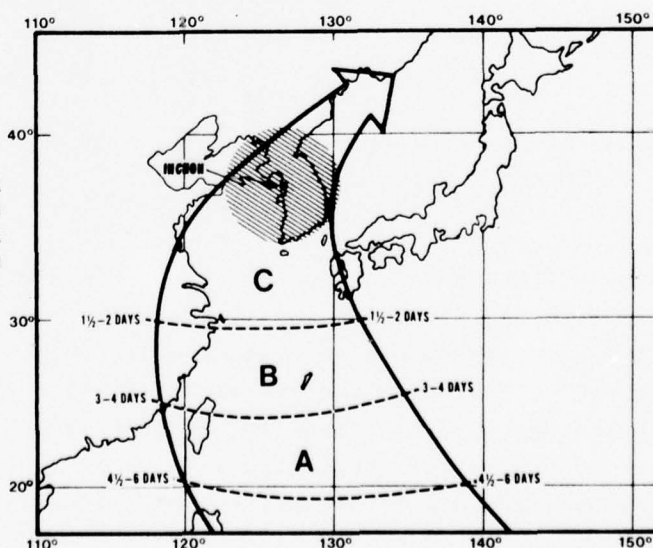 110° 120° 130° 140° 150°
40°
INCHON
C
1½–2 DAYS 1½–2 DAYS
30°
B
3–4 DAYS 3–4 DAYS
A
4½–6 DAYS 4½–6 DAYS
20°
110° 120° 130° 140° 150°